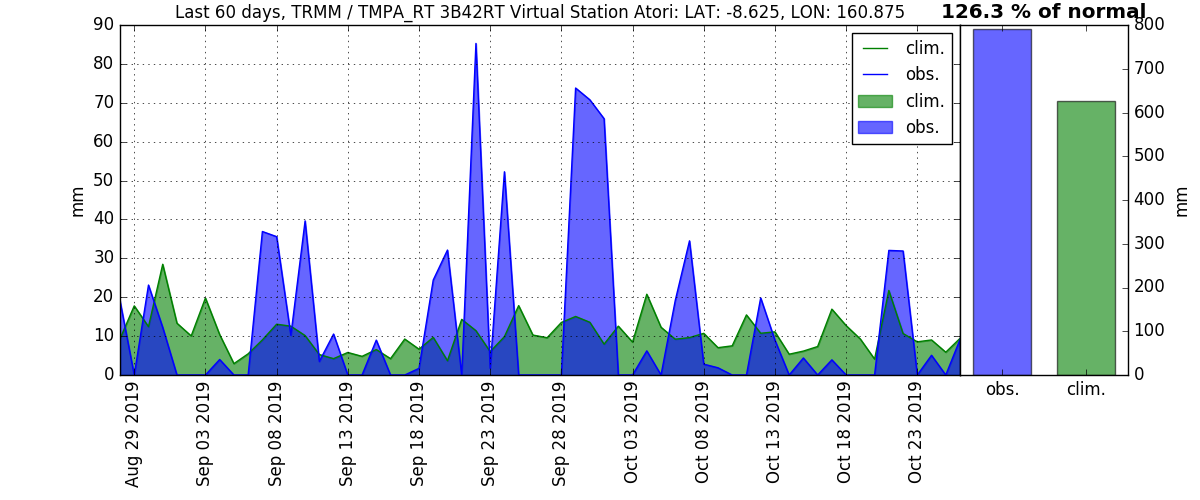 Last 60 days, TRMM / TMPA_RT 3B42RT Virtual Station Atori: LAT: -8.625, LON: 160.875
126.3 % of normal
90
80
70
60
50
40
30
20
10
0
mm
clim.
obs.
clim.
obs.
Aug 29 2019
Sep 03 2019
Sep 08 2019
Sep 13 2019
Sep 18 2019
Sep 23 2019
Sep 28 2019
Oct 03 2019
Oct 08 2019
Oct 13 2019
Oct 18 2019
Oct 23 2019
800
700
600
500
400
300
200
100
0
mm
obs.
clim.